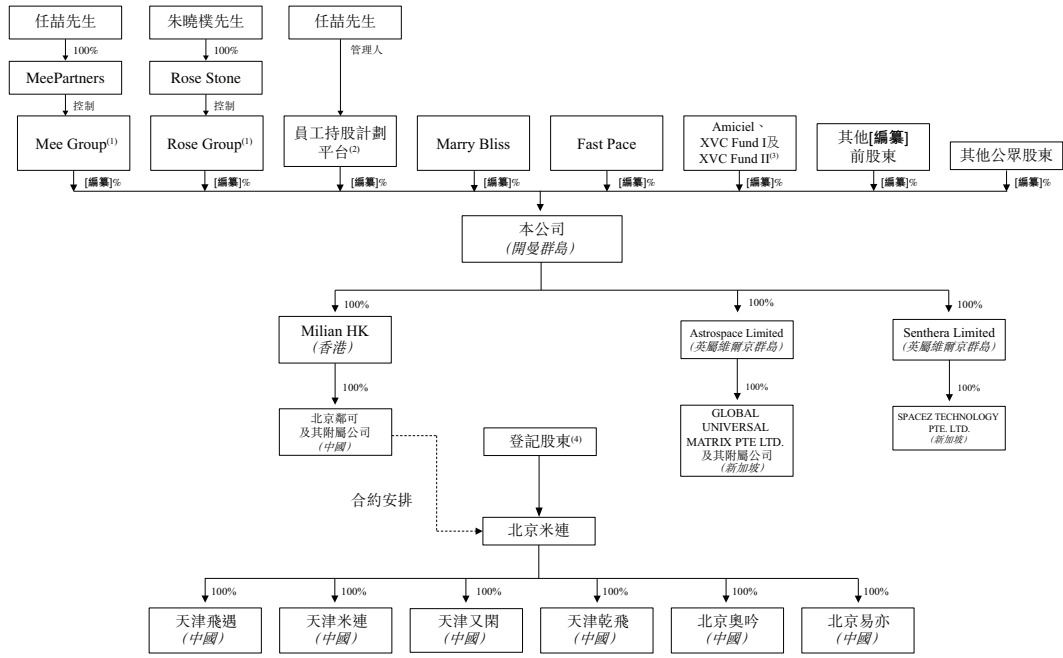 任喆先生
朱曉樸先生
任喆先生
100%
100%
管理人
MeePartners
Rose Stone
控制
控制
Mee Group(1)
Rose Group(1)
員工持股計劃
平台(2)
Marry Bliss
Fast Pace
Amiciel、
XVC Fund I及
XVC Fund II(3)
其他[編纂]
前股東
其他公眾股東
[編纂]%
[編纂]%
[編纂]%
[編纂]%
[編纂]%
[編纂]%
[編纂]%
[編纂]%
本公司
(開曼群島)
100%
100%
100%
Milian HK
(香港)
Astrospace Limited
(英屬維爾京群島)
Senthera Limited
(英屬維爾京群島)
100%
100%
100%
北京鄰可
及其附屬公司
(中國)
登記股東(4)
GLOBAL
UNIVERSAL
MATRIX PTE LTD.
及其附屬公司
(新加坡)
SPACEZ TECHNOLOGY
PTE. LTD.
(新加坡)
合約安排
北京米連
100%
100%
100%
100%
100%
100%
天津飛遇
(中國)
天津米連
(中國)
天津又閑
(中國)
天津乾飛
(中國)
北京奧吟
(中國)
北京易亦
(中國)